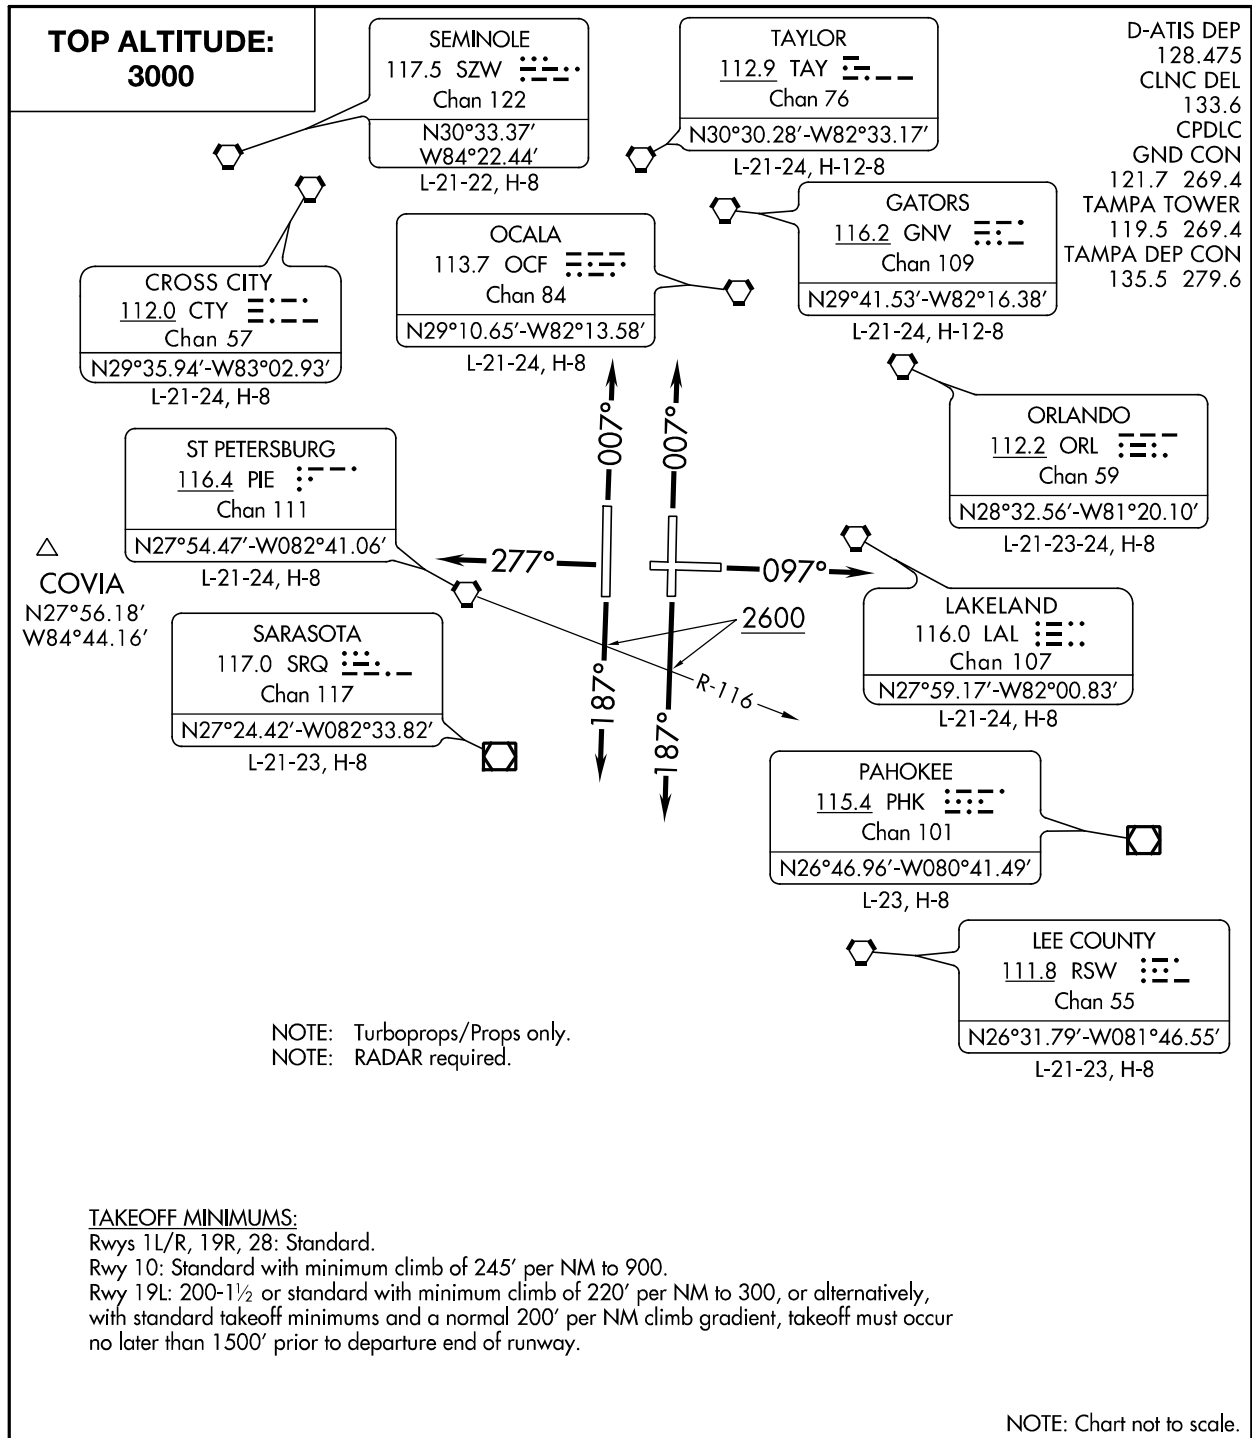 TOP ALTITUDE:
3000
SEMINOLE
117.5 SZW
Chan 122
N30°33.37′
W84°22.44′
L-21-22, H-8
TAYLOR
112.9 TAY
Chan 76
N30°30.28′-W82°33.17′
L-21-24, H-12-8
D-ATIS DEP
128.475
CLNC DEL
133.6
CPDLC
GND CON
121.7 269.4
TAMPA TOWER
119.5 269.4
TAMPA DEP CON
135.5 279.6
CROSS CITY
112.0 CTY
Chan 57
N29°35.94′-W83°02.93′
L-21-24, H-8
OCALA
113.7 OCF
Chan 84
N29°10.65′-W82°13.58′
L-21-24, H-8
GATORS
116.2 GNV
Chan 109
N29°41.53′-W82°16.38′
L-21-24, H-12-8
ORLANDO
112.2 ORL
Chan 59
N28°32.56′-W81°20.10′
L-21-23-24, H-8
ST PETERSBURG
116.4 PIE
Chan 111
N27°54.47′-W082°41.06′
L-21-24, H-8
007°
007°
277°
097°
COVIA
N27°56.18′
W84°44.16′
SARASOTA
117.0 SRQ
Chan 117
N27°24.42′-W082°33.82′
L-21-23, H-8
2600
R-116
187°
187°
LAKELAND
116.0 LAL
Chan 107
N27°59.17′-W82°00.83′
L-21-24, H-8
PAHOKEE
115.4 PHK
Chan 101
N26°46.96′-W080°41.49′
L-23, H-8
LEE COUNTY
111.8 RSW
Chan 55
N26°31.79′-W081°46.55′
L-21-23, H-8
NOTE: Turboprops/Props only.
NOTE: RADAR required.
TAKEOFF MINIMUMS:
Rwys 1L/R, 19R, 28: Standard.
Rwy 10: Standard with minimum climb of 245′ per NM to 900.
Rwy 19L: 200-1½ or standard with minimum climb of 220′ per NM to 300, or alternatively,
with standard takeoff minimums and a normal 200′ per NM climb gradient, takeoff must occur
no later than 1500′ prior to departure end of runway.
NOTE: Chart not to scale.